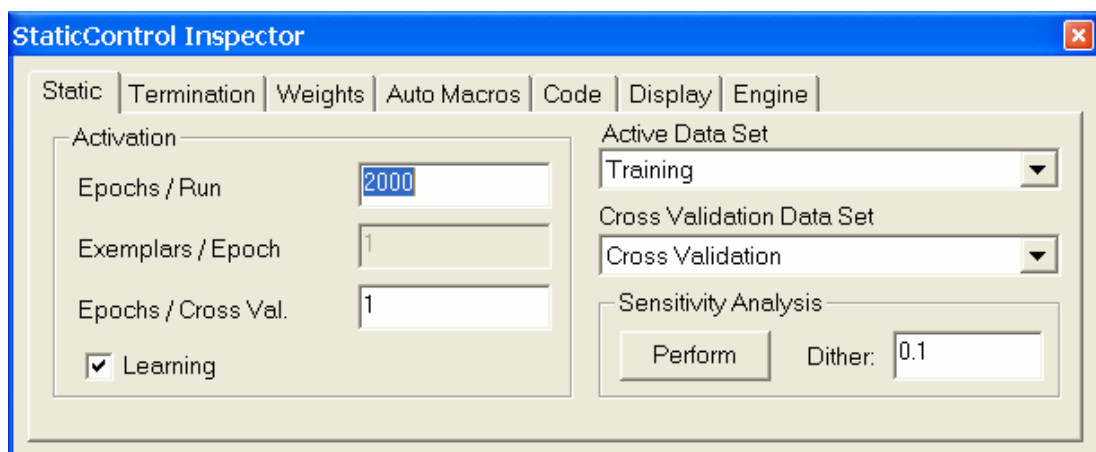 StaticControl Inspector
Static Termination Weights Auto Macros Code Display Engine
Activation
Epochs / Run 2000
Exemplars / Epoch 1
Epochs / Cross Val. 1
Learning
Active Data Set
Training
Cross Validation Data Set
Cross Validation
Sensitivity Analysis
Perform Dither: 0.1